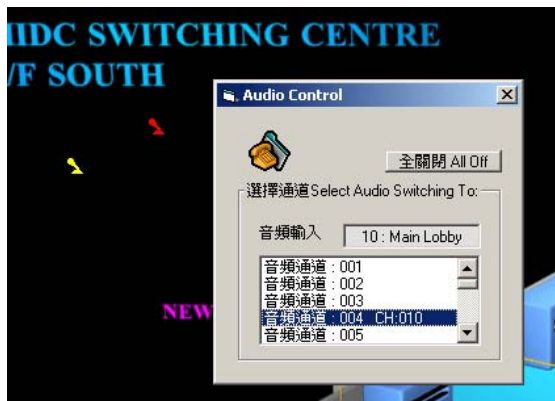 IIDC SWITCHING CENTRE
/F SOUTH
Audio Control
全關閉 All Off
選擇通道Select Audio Switching To:
音頻輸入 10 : Main Lobby
音頻通道 : 001
音頻通道 : 002
音頻通道 : 003
音頻通道 : 004 CH:010
音頻通道 : 005
NEW